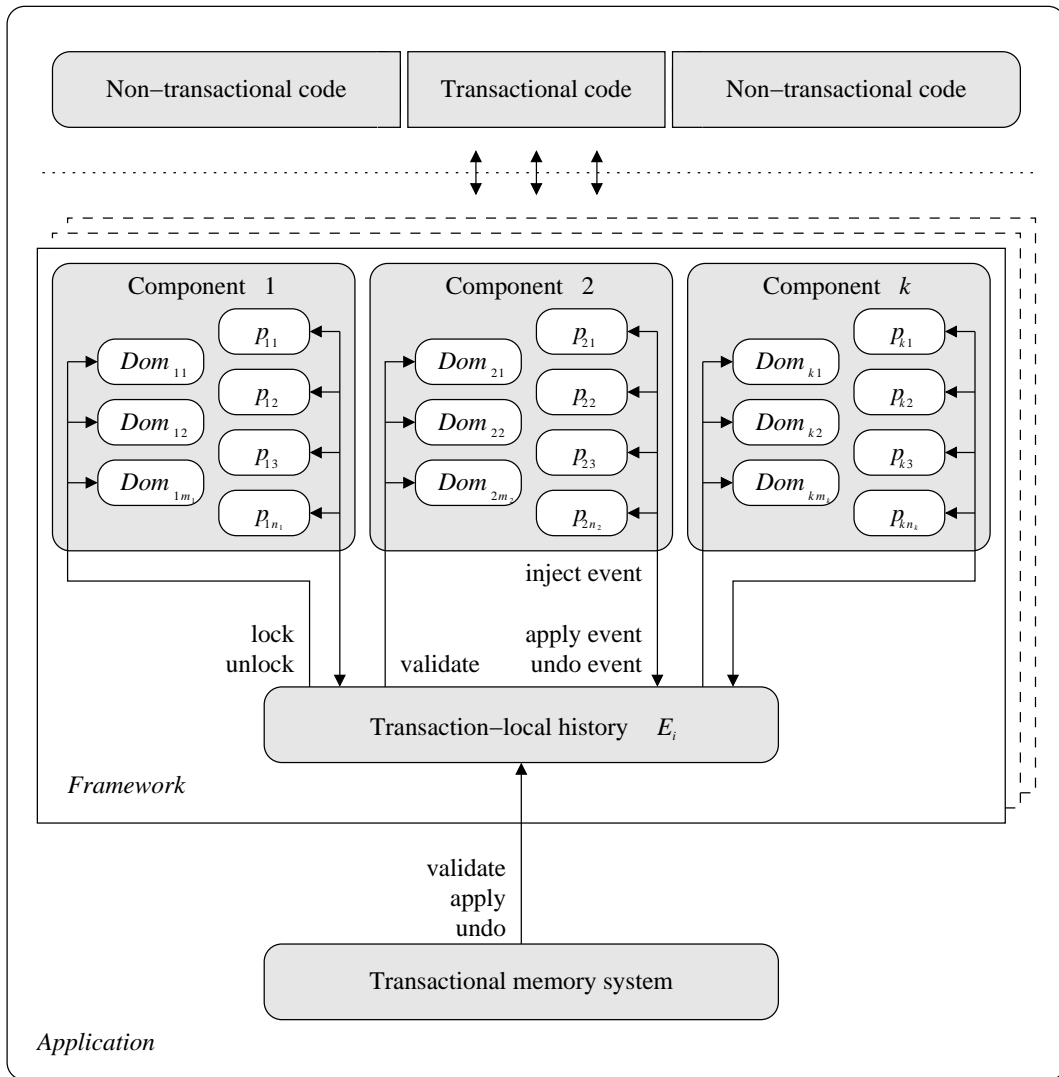 Non−transactional code
Transactional code
Non−transactional code
Component 1
p₁₁
Dom₁₁
p₁₂
Dom₁₂
p₁₃
Dom₁ₘ₁
p₁ₙ₁
Component 2
p₂₁
Dom₂₁
p₂₂
Dom₂₂
p₂₃
Dom₂ₘ₂
p₂ₙ₂
Component k
pₖ₁
Domₖ₁
pₖ₂
Domₖ₂
pₖ₃
Domₖₘₖ
pₖₙₖ
lock
unlock
validate
inject event
apply event
undo event
Transaction−local history Eᵢ
Framework
validate
apply
undo
Transactional memory system
Application